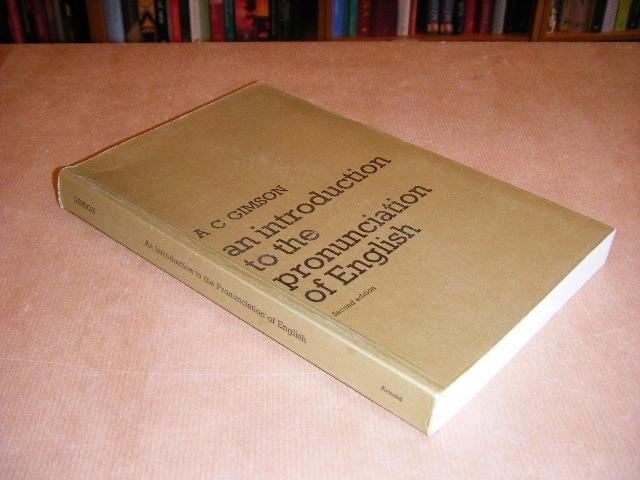 A C GIMSON
an introduction
to the
pronunciation
of English
Second edition
GIMSON
An Introduction to the Pronunciation of English
Arnold